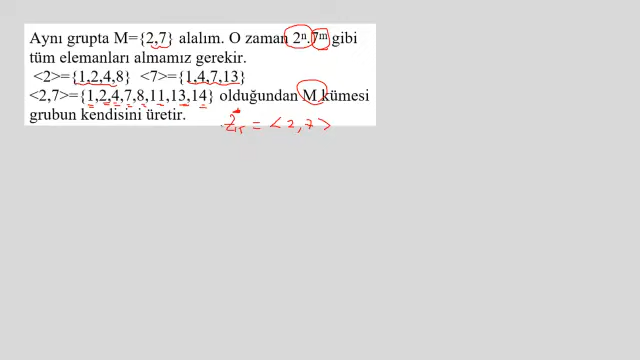 Aynı grupta M={2,7} alalım. O zaman 2ⁿ.7ᵐ gibi
tüm elemanları almamız gerekir.
<2>={1,2,4,8} <7>={1,4,7,13}
<2,7>={1,2,4,7,8,11,13,14} olduğundan M kümesi
grubun kendisini üretir.
Z*₁₅ = <2,7>